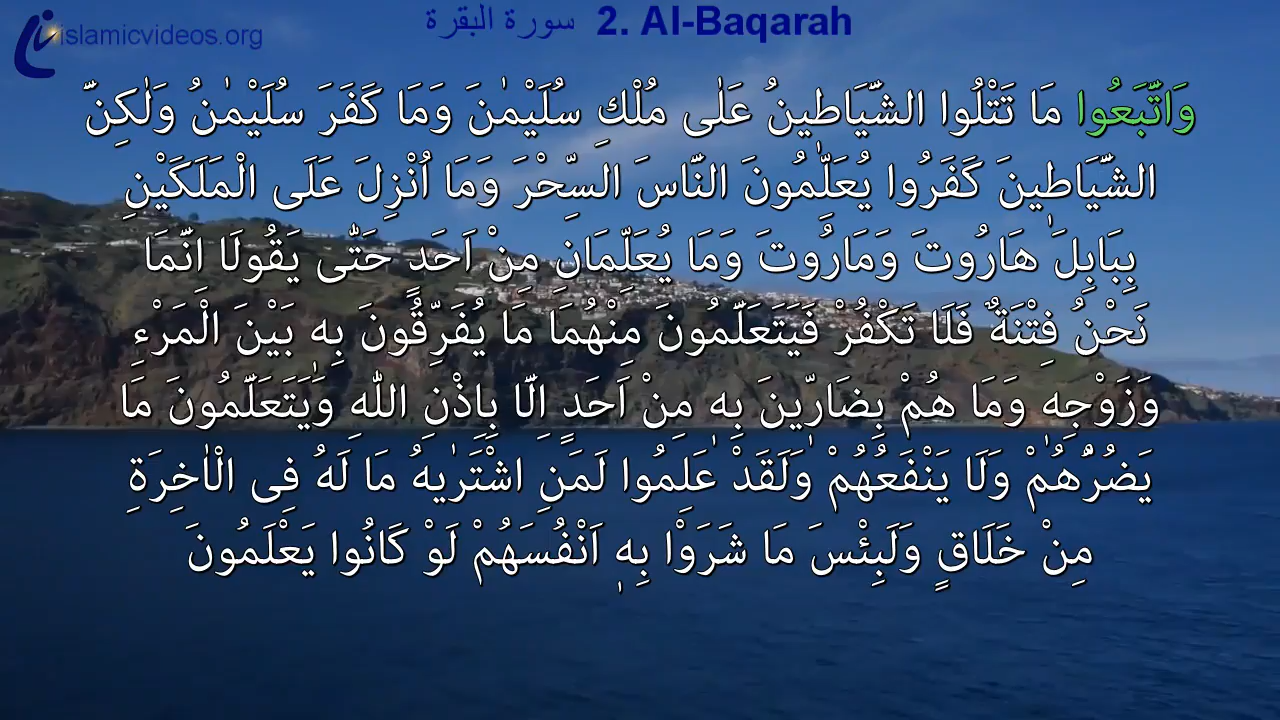 islamicvideos.org
سورة البقرة 2. Al-Baqarah
وَاتَّبَعُوا مَا تَتْلُوا الشَّيَاطِينُ عَلٰى مُلْكِ سُلَيْمٰنَ وَمَا كَفَرَ سُلَيْمٰنُ وَلٰكِنَّ
الشَّيَاطِينَ كَفَرُوا يُعَلِّمُونَ النَّاسَ السِّحْرَ وَمَا اُنْزِلَ عَلَى الْمَلَكَيْنِ
بِبَابِلَ هَارُوتَ وَمَارُوتَ وَمَا يُعَلِّمَانِ مِنْ اَحَدٍ حَتّٰى يَقُولَا اِنَّمَا
نَحْنُ فِتْنَةٌ فَلَا تَكْفُرْ فَيَتَعَلَّمُونَ مِنْهُمَا مَا يُفَرِّقُونَ بِهٖ بَيْنَ الْمَرْءِ
وَزَوْجِهٖ وَمَا هُمْ بِضَارّٖينَ بِهٖ مِنْ اَحَدٍ اِلَّا بِاِذْنِ اللّٰهِ وَيَتَعَلَّمُونَ مَا
يَضُرُّهُمْ وَلَا يَنْفَعُهُمْ وَلَقَدْ عَلِمُوا لَمَنِ اشْتَرٰيهُ مَا لَهُ فِى الْاٰخِرَةِ
مِنْ خَلَاقٍ وَلَبِئْسَ مَا شَرَوْا بِهٖ اَنْفُسَهُمْ لَوْ كَانُوا يَعْلَمُونَ